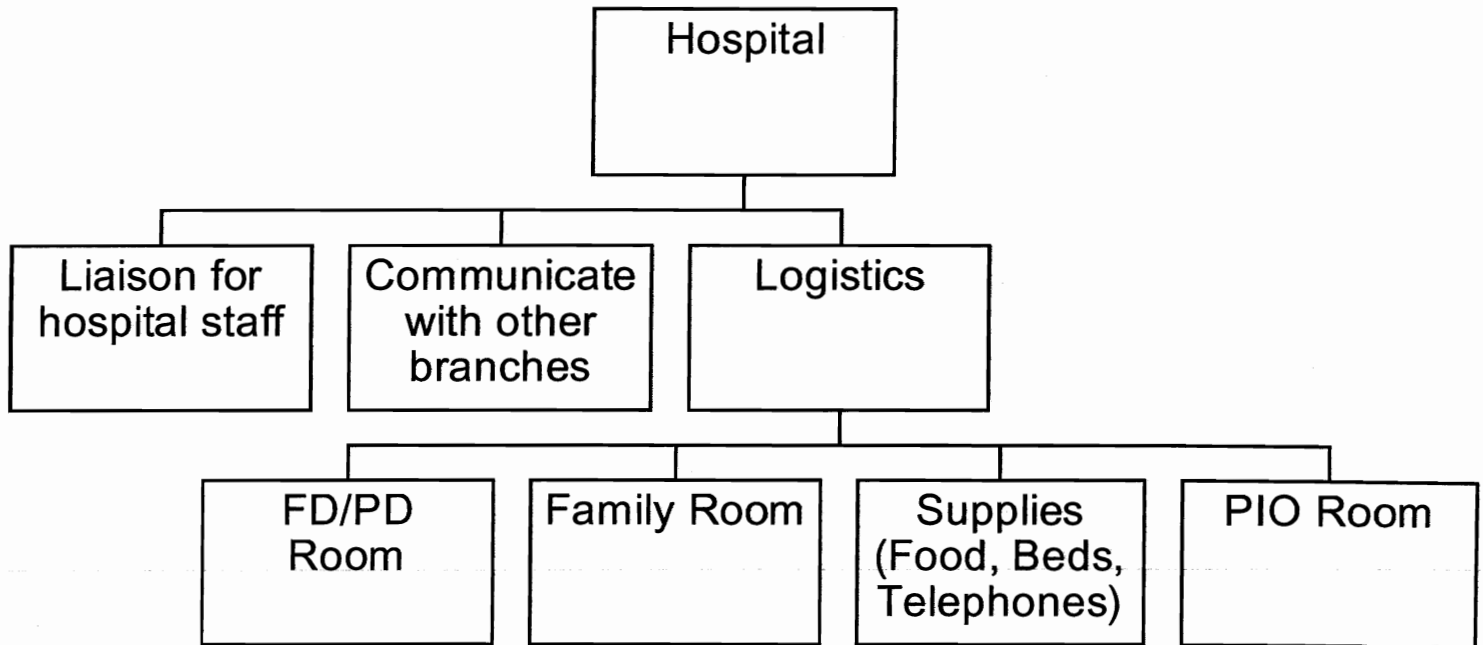 Hospital
Liaison for
hospital staff
Communicate
with other
branches
Logistics
FD/PD
Room
Family Room
Supplies
(Food, Beds,
Telephones)
PIO Room